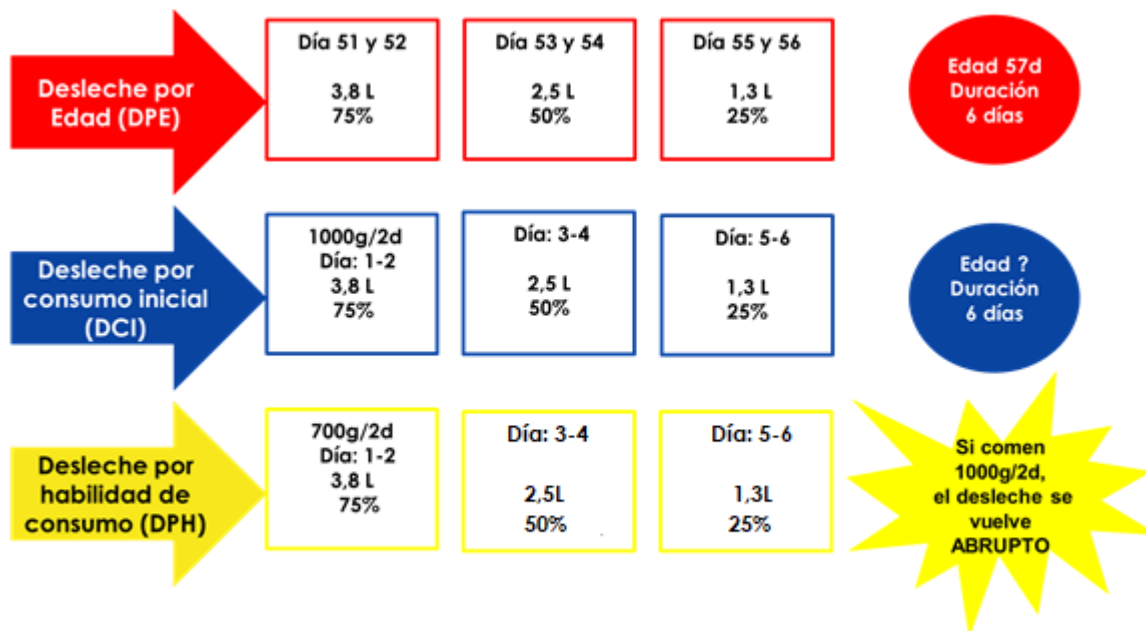 Desleche por
Edad (DPE)
Día 51 y 52
3,8 L
75%
Día 53 y 54
2,5 L
50%
Día 55 y 56
1,3 L
25%
Edad 57d
Duración
6 días
Desleche por
consumo inicial
(DCI)
1000g/2d
Día: 1-2
3,8 L
75%
Día: 3-4
2,5 L
50%
Día: 5-6
1,3 L
25%
Edad ?
Duración
6 días
Desleche por
habilidad de
consumo (DPH)
700g/2d
Día: 1-2
3,8 L
75%
Día: 3-4
2,5L
50%
Día: 5-6
1,3L
25%
Si comen
1000g/2d,
el desleche se
vuelve
ABRUPTO